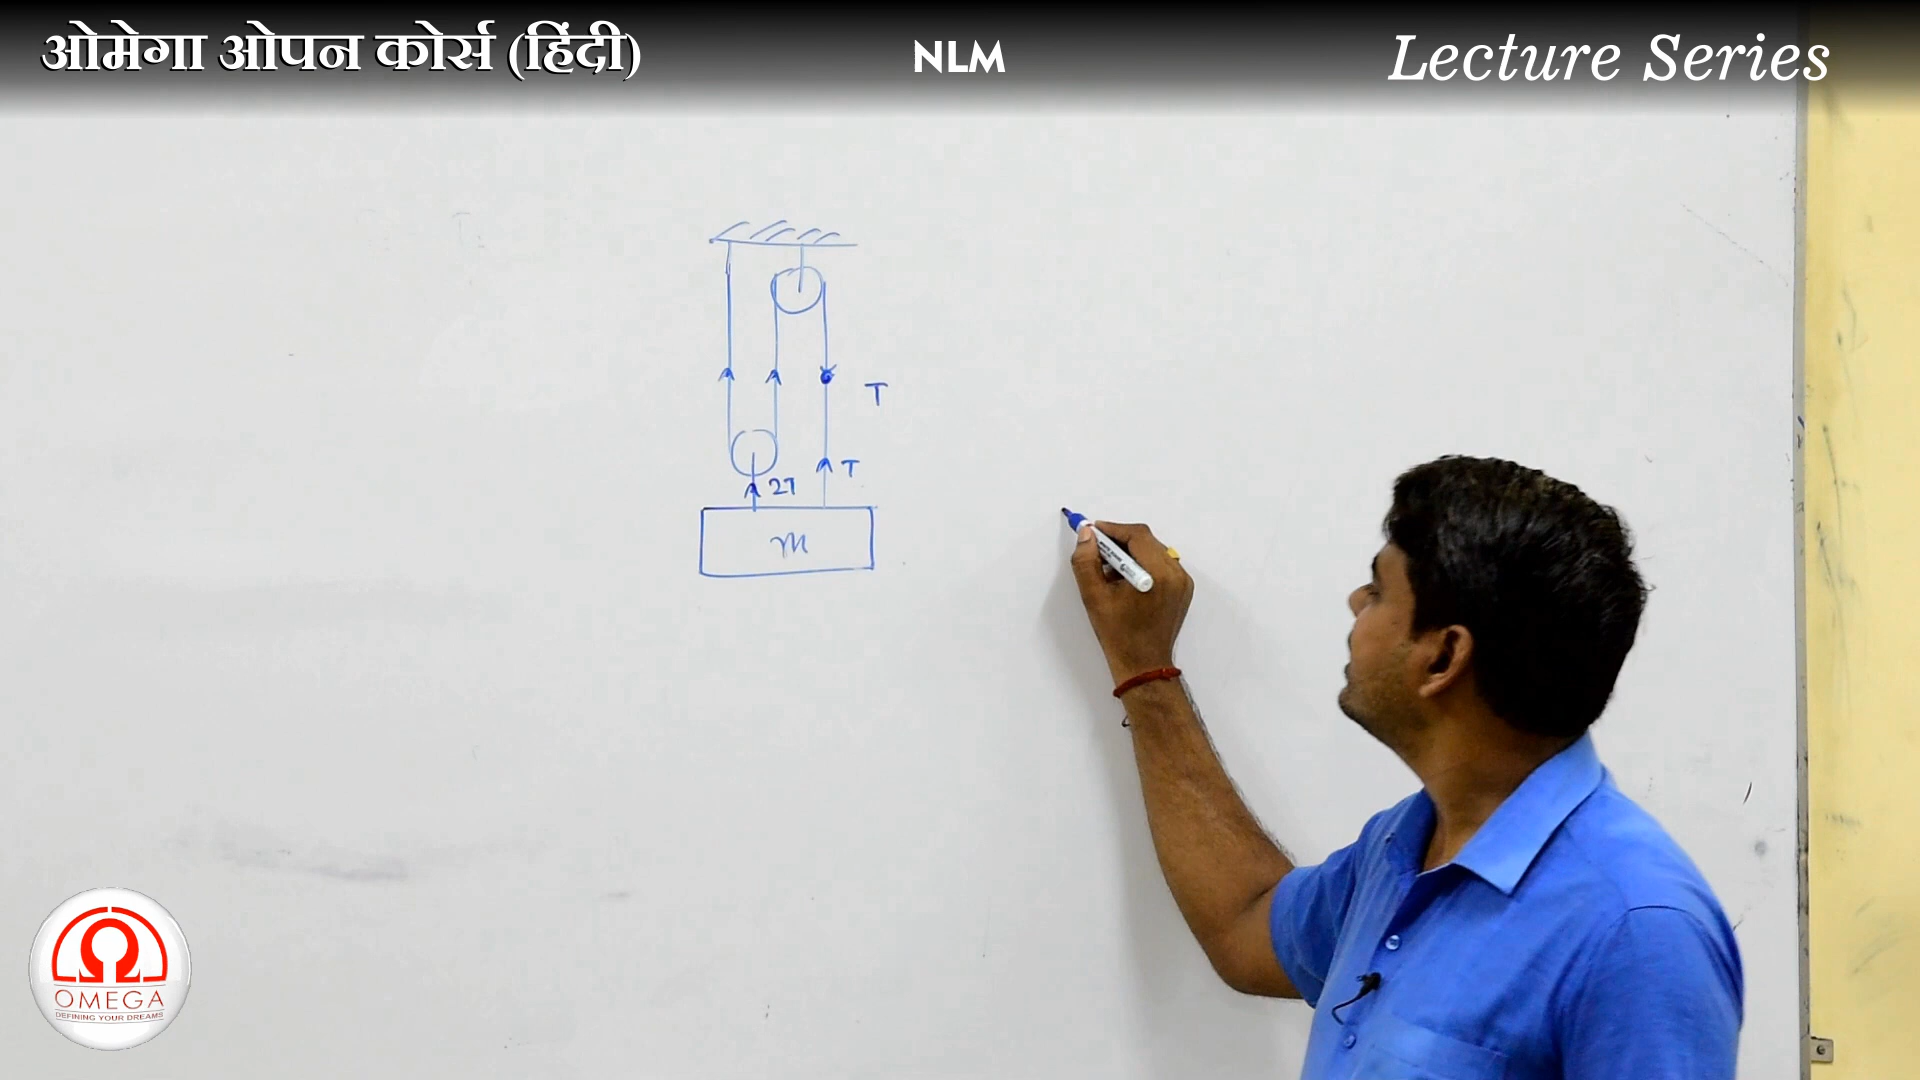 ओमेगा ओपन कोर्स (हिंदी)
NLM
Lecture Series
T
T
2T
m
OMEGA
DEFINING YOUR DREAMS